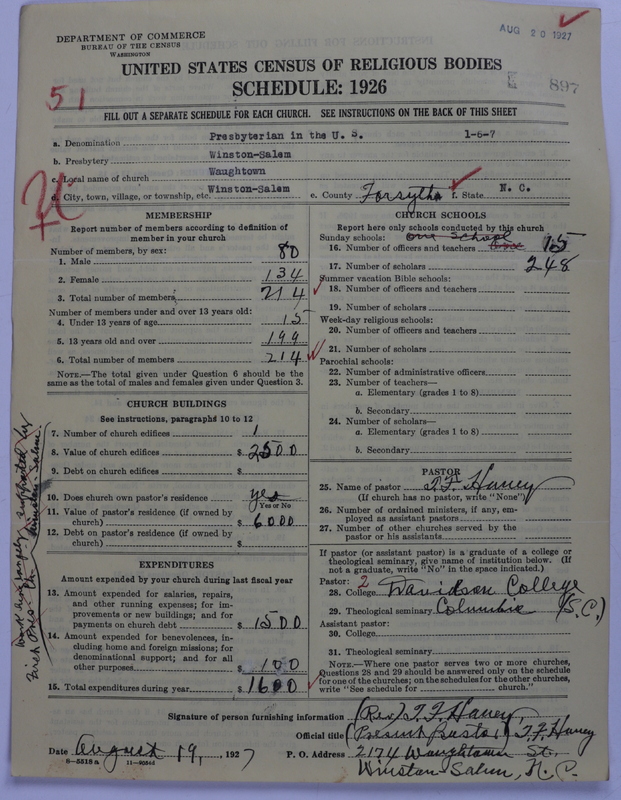 AUG 20 1927
DEPARTMENT OF COMMERCE
BUREAU OF THE CENSUS
WASHINGTON
UNITED STATES CENSUS OF RELIGIOUS BODIES
SCHEDULE: 1926
897
51
FILL OUT A SEPARATE SCHEDULE FOR EACH CHURCH. SEE INSTRUCTIONS ON THE BACK OF THIS SHEET
a. Denomination Presbyterian in the U. S. 1-6-7
b. Presbytery Winston-Salem
c. Local name of church Waughtown
d. City, town, village, or township, etc. Winston-Salem e. County Forsythe f. State N. C.
MEMBERSHIP
Report number of members according to definition of
member in your church
Number of members, by sex:
1. Male 80
2. Female 134
3. Total number of members 214
Number of members under and over 13 years old:
4. Under 13 years of age 15
5. 13 years old and over 199
6. Total number of members 214
NOTE.—The total given under Question 6 should be
same as the total of males and females given under Question 3.
CHURCH BUILDINGS
See instructions, paragraphs 10 to 12
7. Number of church edifices 1
8. Value of church edifices $ 2500
9. Debt on church edifices $
10. Does church own pastor's residence yes
Yes or No
11. Value of pastor's residence (if owned by
church) $ 6000
12. Debt on pastor's residence (if owned by
church) $
EXPENDITURES
Amount expended by your church during last fiscal year
13. Amount expended for salaries, repairs,
and other running expenses; for im-
provements or new buildings; and for
payments on church debt $ 1500
14. Amount expended for benevolences, in-
cluding home and foreign missions; for
denominational support; and for all
other purposes $ 100
15. Total expenditures during year $ 1600
Work here largely supported by
First Pres. Ch. Winston-Salem.
CHURCH SCHOOLS
Report here only schools conducted by this church
Sunday schools: one school
16. Number of officers and teachers 15
17. Number of scholars 248
Summer vacation Bible schools:
18. Number of officers and teachers
19. Number of scholars
Week-day religious schools:
20. Number of officers and teachers
21. Number of scholars
Parochial schools:
22. Number of administrative officers
23. Number of teachers—
a. Elementary (grades 1 to 8)
b. Secondary
24. Number of scholars—
a. Elementary (grades 1 to 8)
b. Secondary
PASTOR
25. Name of pastor T. F. Haney
(If church has no pastor, write "None")
26. Number of ordained ministers, if any, em-
ployed as assistant pastors
27. Number of other churches served by the
pastor or his assistants
If pastor (or assistant pastor) is a graduate of a college or
theological seminary, give name of institution below. (If
not a graduate, write "No" in the space indicated.)
Pastor: 2
28. College Davidson College
29. Theological seminary Columbia (S.C.)
Assistant pastor:
30. College
31. Theological seminary
NOTE.—Where one pastor serves two or more churches,
Questions 28 and 29 should be answered only on the schedule
for one of the churches; on the schedules for the other churches,
write "See schedule for church."
Signature of person furnishing information (Rev.) T. F. Haney
Official title (Present pastor) T. F. Haney
Date August 19, 1927 P. O. Address 2174 Waughtown St.
Winston-Salem, N. C.
8-5518a 11-9056d